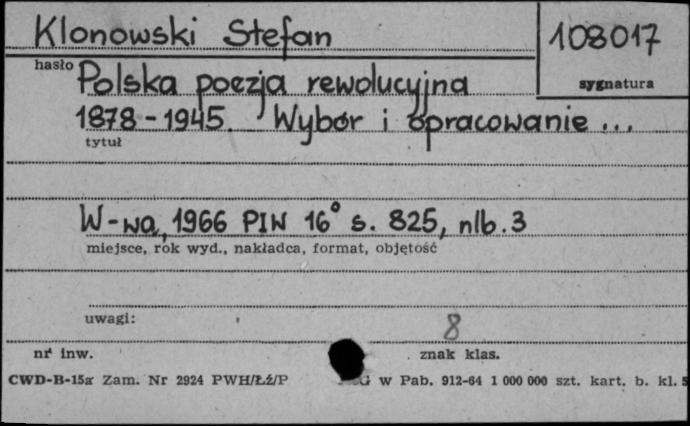 Klonowski Stefan
108017
hasło
sygnatura
Polska poezja rewolucyjna
1878-1945. Wybór i opracowanie ...
tytuł
W-wa, 1966 PIW 16° s. 825, nlb. 3
miejsce, rok wyd., nakładca, format, objętość
uwagi:
8
nr inw.
znak klas.
CWD-B-15a Zam. Nr 2924 PWH/Łź/P
w Pab. 912-64 1 000 000 szt. kart. b. kl.